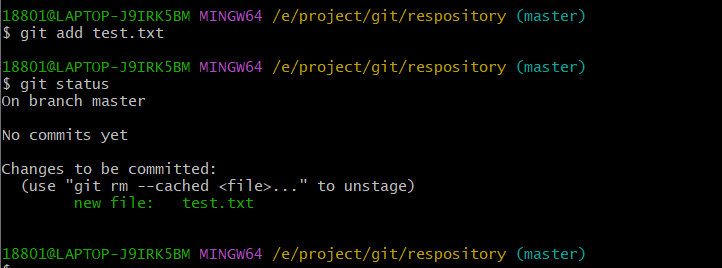 18801@LAPTOP-J9IRK5BM MINGW64 /e/project/git/respository (master)
$ git add test.txt
18801@LAPTOP-J9IRK5BM MINGW64 /e/project/git/respository (master)
$ git status
On branch master
No commits yet
Changes to be committed:
  (use "git rm --cached <file>..." to unstage)
        new file:   test.txt
18801@LAPTOP-J9IRK5BM MINGW64 /e/project/git/respository (master)
$